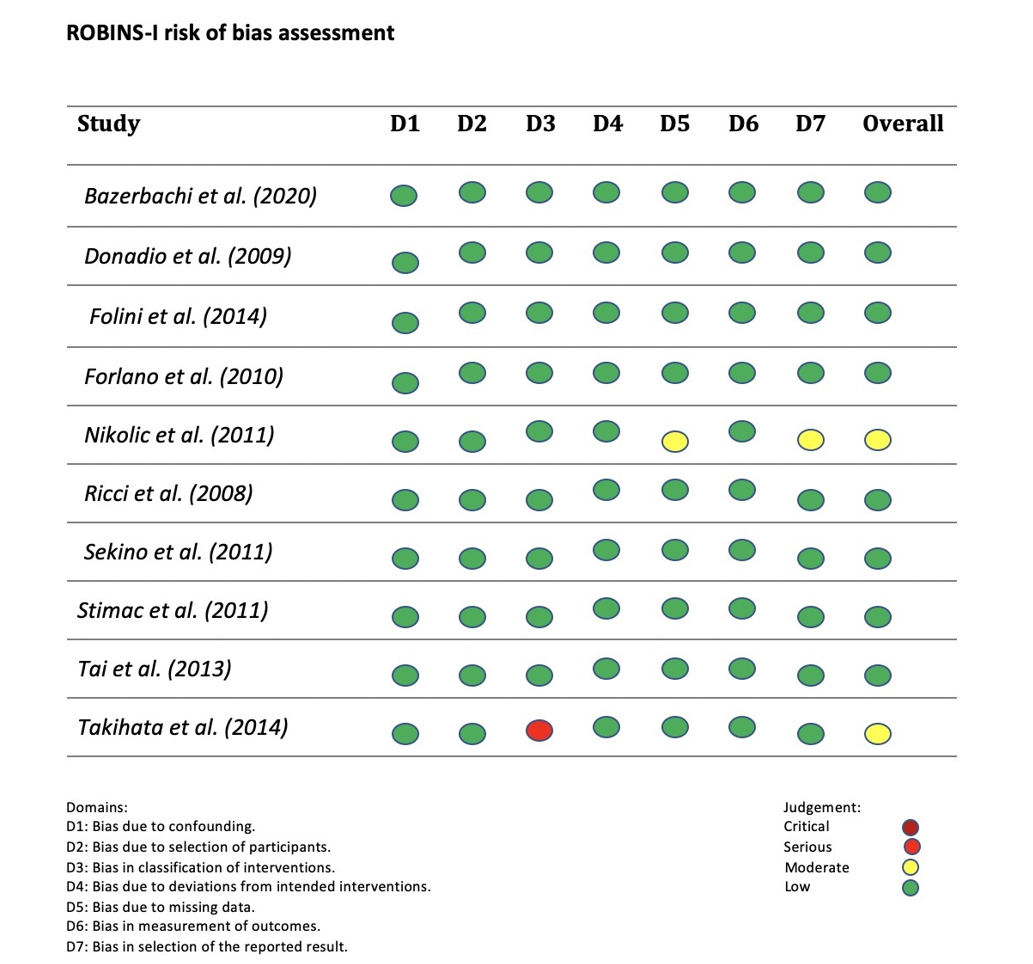 ROBINS-I risk of bias assessment
Study D1 D2 D3 D4 D5 D6 D7 Overall
Bazerbachi et al. (2020)
Donadio et al. (2009)
Folini et al. (2014)
Forlano et al. (2010)
Nikolic et al. (2011)
Ricci et al. (2008)
Sekino et al. (2011)
Stimac et al. (2011)
Tai et al. (2013)
Takihata et al. (2014)
Domains:
D1: Bias due to confounding.
D2: Bias due to selection of participants.
D3: Bias in classification of interventions.
D4: Bias due to deviations from intended interventions.
D5: Bias due to missing data.
D6: Bias in measurement of outcomes.
D7: Bias in selection of the reported result.
Judgement:
Critical
Serious
Moderate
Low